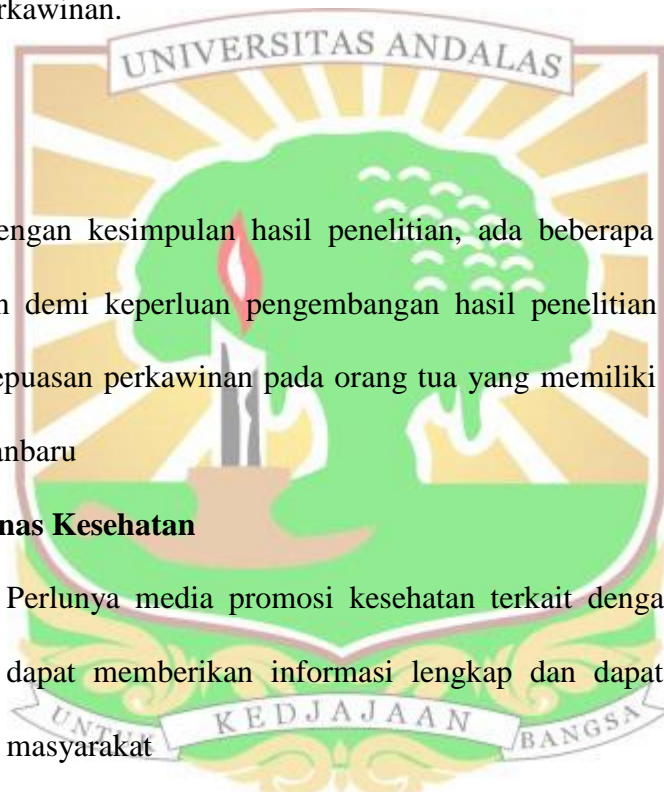 rkawinan.
UNIVERSITAS ANDALAS
engan kesimpulan hasil penelitian, ada beberapa
n demi keperluan pengembangan hasil penelitian
epuasan perkawinan pada orang tua yang memiliki
anbaru
nas Kesehatan
Perlunya media promosi kesehatan terkait denga
dapat memberikan informasi lengkap dan dapat
UNTUK KEDJAJAAN BANGSA
masyarakat